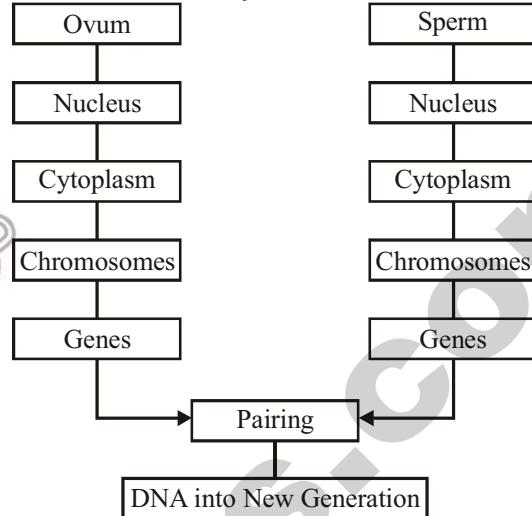 Ovum
Sperm
Nucleus
Nucleus
Cytoplasm
Cytoplasm
Chromosomes
Chromosomes
Genes
Genes
Pairing
DNA into New Generation